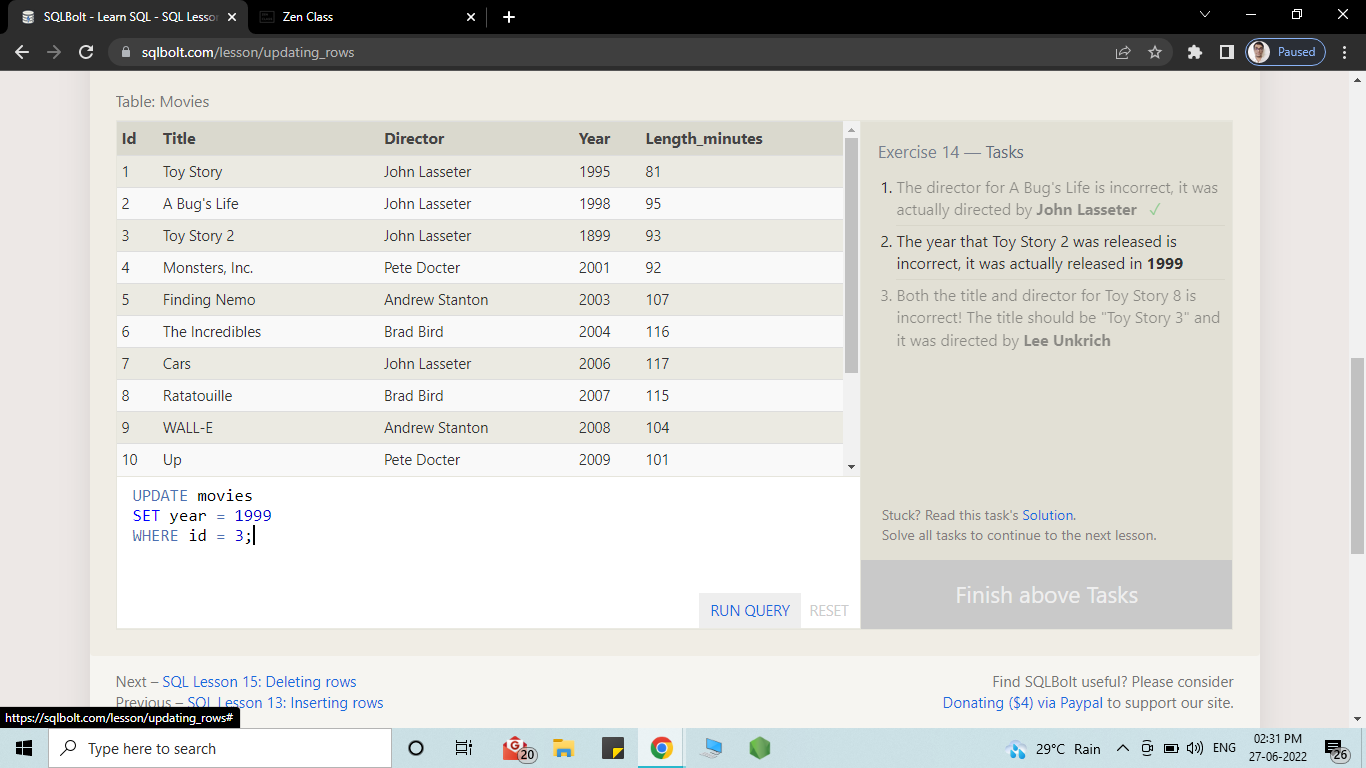 SQLBolt - Learn SQL - SQL Lesson
Zen Class
sqlbolt.com/lesson/updating_rows
Paused
Table: Movies
Id Title Director Year Length_minutes
1 Toy Story John Lasseter 1995 81
2 A Bug's Life John Lasseter 1998 95
3 Toy Story 2 John Lasseter 1899 93
4 Monsters, Inc. Pete Docter 2001 92
5 Finding Nemo Andrew Stanton 2003 107
6 The Incredibles Brad Bird 2004 116
7 Cars John Lasseter 2006 117
8 Ratatouille Brad Bird 2007 115
9 WALL-E Andrew Stanton 2008 104
10 Up Pete Docter 2009 101
UPDATE movies
SET year = 1999
WHERE id = 3;
RUN QUERY RESET
Exercise 14 — Tasks
1. The director for A Bug's Life is incorrect, it was
actually directed by John Lasseter ✓
2. The year that Toy Story 2 was released is
incorrect, it was actually released in 1999
3. Both the title and director for Toy Story 8 is
incorrect! The title should be "Toy Story 3" and
it was directed by Lee Unkrich
Stuck? Read this task's Solution.
Solve all tasks to continue to the next lesson.
Finish above Tasks
Next – SQL Lesson 15: Deleting rows
Previous – SQL Lesson 13: Inserting rows
Find SQLBolt useful? Please consider
Donating ($4) via Paypal to support our site.
https://sqlbolt.com/lesson/updating_rows#
Type here to search
G
20
29°C Rain
ENG
02:31 PM
27-06-2022
26